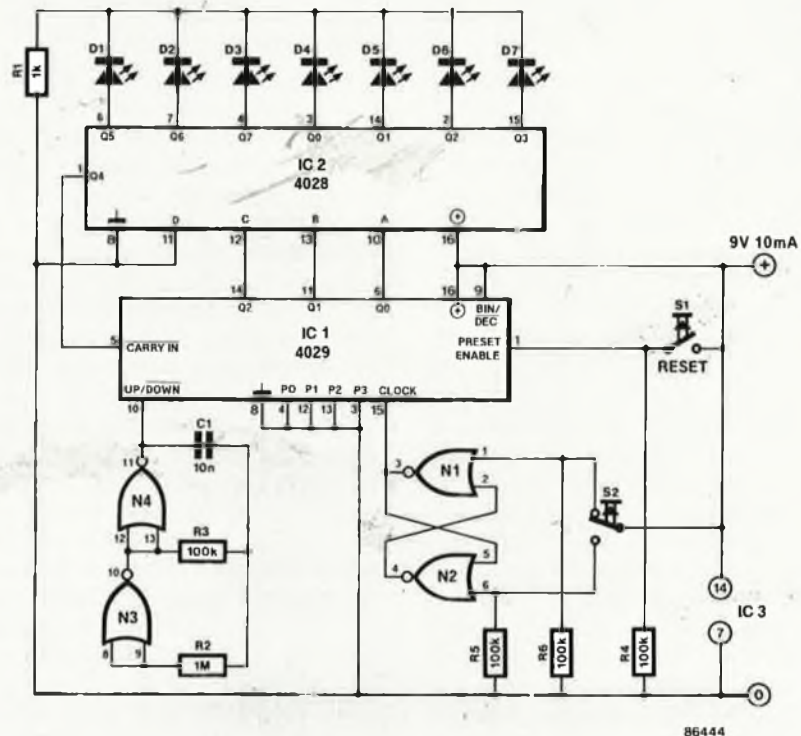 D1 D2 D3 D4 D5 D6 D7
R1
1k
6 7 4 3 14 2 15
Q5 Q6 Q7 Q0 Q1 Q2 Q3
1 Q4
IC 2
4028
D C B A +
8 11 12 13 10 16
9V 10mA
+
14 11 6 16 9
Q2 Q1 Q0 + BIN/
DEC
S1
RESET
IC 1
4029
5 CARRY IN
PRESET
ENABLE 1
UP/DOWN
P0 P1 P2 P3 CLOCK
10 8 4 12 13 3 15
C1
10n
11
N4
12 13
R3
100k
10
N3
8 9
R2
1M
3 N1 1
2
S2
4 N2 5
6
R5
100k
R6
100k
R4
100k
14
IC 3
7
0
86444